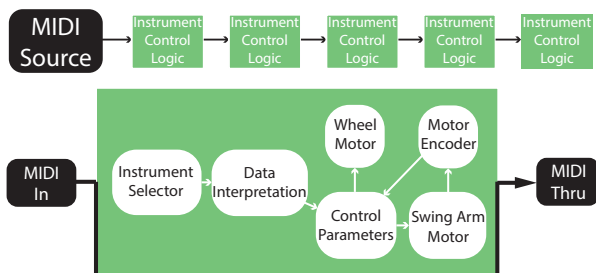 MIDI
Source
Instrument
Control
Logic
Instrument
Control
Logic
Instrument
Control
Logic
Instrument
Control
Logic
Instrument
Control
Logic
MIDI
In
Instrument
Selector
Data
Interpretation
Wheel
Motor
Motor
Encoder
Control
Parameters
Swing Arm
Motor
MIDI
Thru